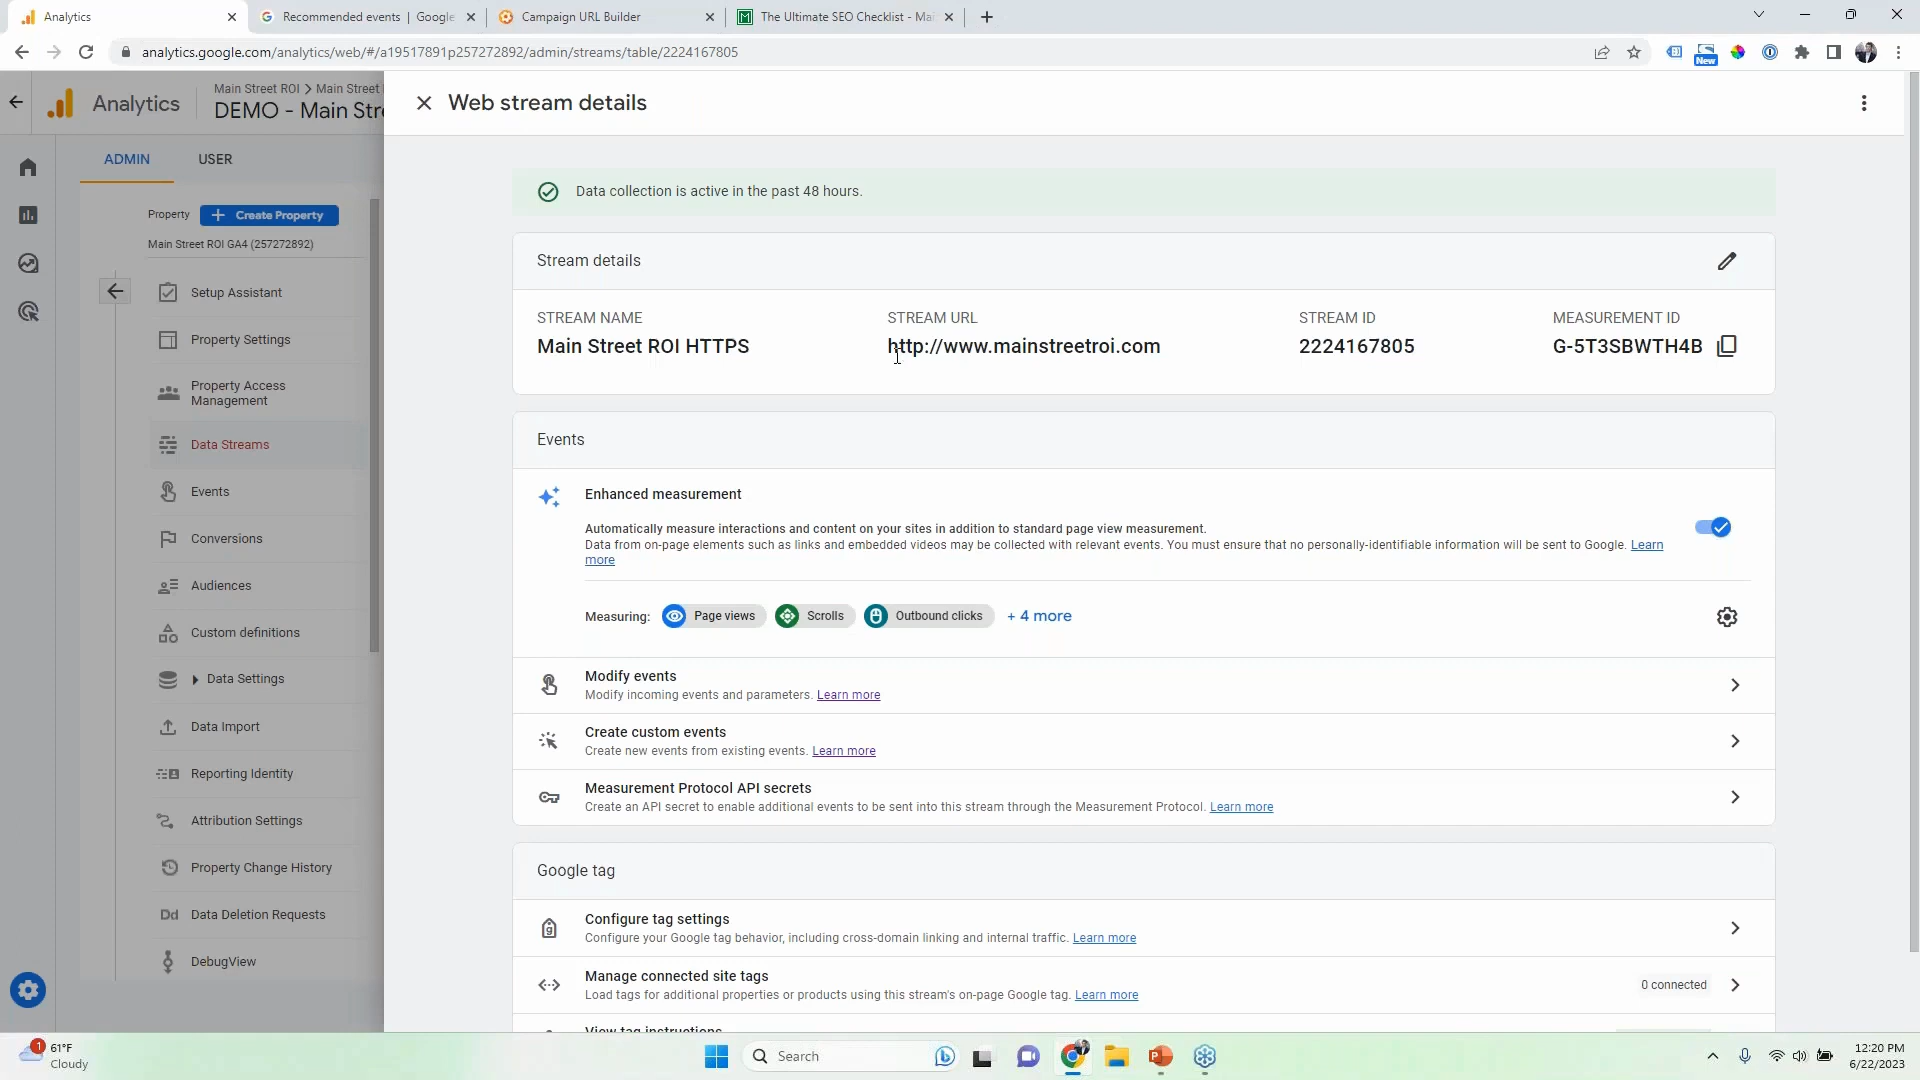 Analytics
Recommended events | Google
Campaign URL Builder
The Ultimate SEO Checklist - Mai
analytics.google.com/analytics/web/#/a19517891p257272892/admin/streams/table/2224167805
New
Analytics
Main Street ROI > Main Street
DEMO - Main Stre
Web stream details
ADMIN
USER
Property
Create Property
Main Street ROI GA4 (257272892)
Setup Assistant
Property Settings
Property Access
Management
Data Streams
Events
Conversions
Audiences
Custom definitions
Data Settings
Data Import
Reporting Identity
Attribution Settings
Property Change History
Dd Data Deletion Requests
DebugView
Data collection is active in the past 48 hours.
Stream details
STREAM NAME
Main Street ROI HTTPS
STREAM URL
http://www.mainstreetroi.com
STREAM ID
2224167805
MEASUREMENT ID
G-5T3SBWTH4B
Events
Enhanced measurement
Automatically measure interactions and content on your sites in addition to standard page view measurement.
Data from on-page elements such as links and embedded videos may be collected with relevant events. You must ensure that no personally-identifiable information will be sent to Google. Learn
more
Measuring: Page views Scrolls Outbound clicks + 4 more
Modify events
Modify incoming events and parameters. Learn more
Create custom events
Create new events from existing events. Learn more
Measurement Protocol API secrets
Create an API secret to enable additional events to be sent into this stream through the Measurement Protocol. Learn more
Google tag
Configure tag settings
Configure your Google tag behavior, including cross-domain linking and internal traffic. Learn more
Manage connected site tags
Load tags for additional properties or products using this stream's on-page Google tag. Learn more
0 connected
View tag instructions
1
61°F
Cloudy
Search
12:20 PM
6/22/2023